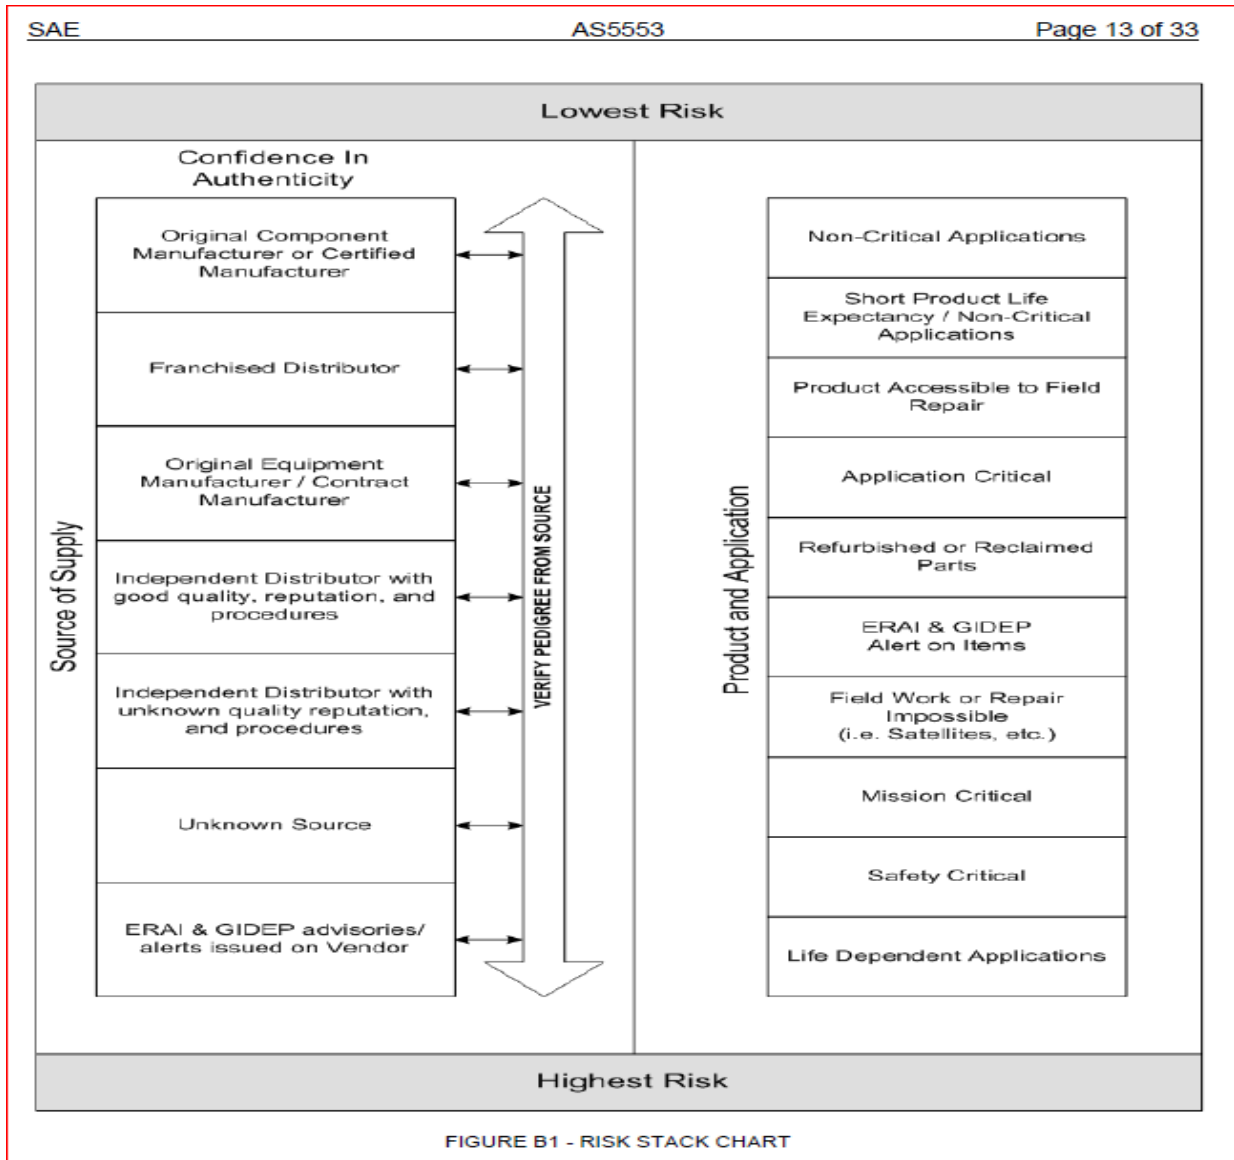 SAE AS5553 Page 13 of 33
Lowest Risk
Confidence In
Authenticity
Source of Supply
Original Component
Manufacturer or Certified
Manufacturer
Franchised Distributor
Original Equipment
Manufacturer / Contract
Manufacturer
Independent Distributor with
good quality, reputation, and
procedures
Independent Distributor with
unknown quality reputation,
and procedures
Unknown Source
ERAI & GIDEP advisories/
alerts issued on Vendor
VERIFY PEDIGREE FROM SOURCE
Product and Application
Non-Critical Applications
Short Product Life
Expectancy / Non-Critical
Applications
Product Accessible to Field
Repair
Application Critical
Refurbished or Reclaimed
Parts
ERAI & GIDEP
Alert on Items
Field Work or Repair
Impossible
(i.e. Satellites, etc.)
Mission Critical
Safety Critical
Life Dependent Applications
Highest Risk
FIGURE B1 - RISK STACK CHART